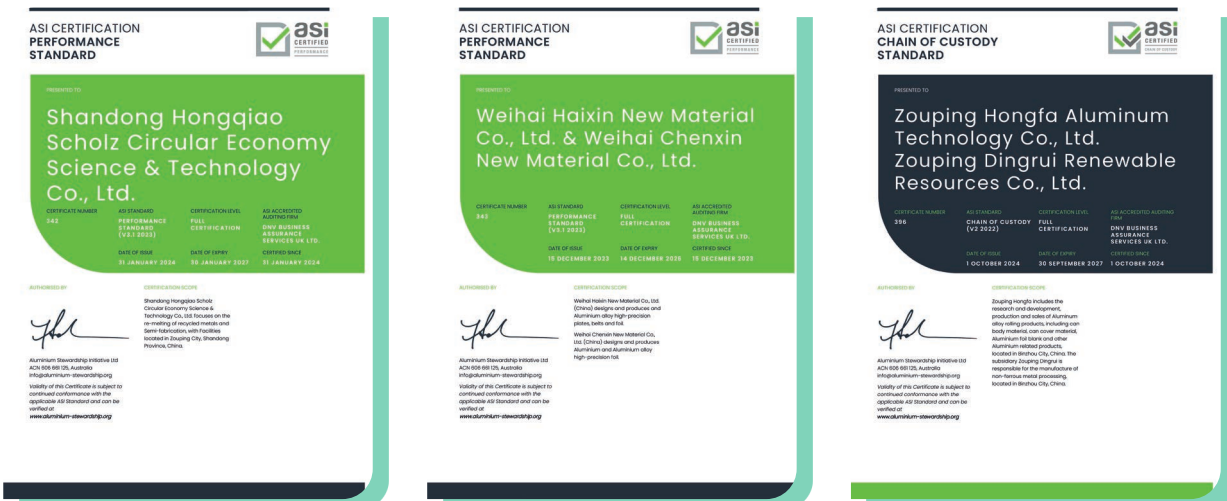 ASI CERTIFICATION
PERFORMANCE
STANDARD
asi
CERTIFIED
PERFORMANCE
PRESENTED TO
Shandong Hongqiao
Scholz Circular Economy
Science & Technology
Co., Ltd.
CERTIFICATE NUMBER
342
ASI STANDARD
PERFORMANCE
STANDARD
(V3.1 2023)
CERTIFICATION LEVEL
FULL
CERTIFICATION
ASI ACCREDITED
AUDITING FIRM
DNV BUSINESS
ASSURANCE
SERVICES UK LTD.
DATE OF ISSUE
31 JANUARY 2024
DATE OF EXPIRY
30 JANUARY 2027
CERTIFIED SINCE
31 JANUARY 2024
AUTHORISED BY
Aluminium Stewardship Initiative Ltd
ACN 606 661 125, Australia
info@aluminium-stewardship.org
Validity of this Certificate is subject to
continued conformance with the
applicable ASI Standard and can be
verified at
www.aluminium-stewardship.org
CERTIFICATION SCOPE
Shandong Hongqiao Scholz
Circular Economy Science &
Technology Co., Ltd. focuses on the
re-melting of recycled metals and
Semi-fabrication, with Facilities
located in Zouping City, Shandong
Province, China.
ASI CERTIFICATION
PERFORMANCE
STANDARD
asi
CERTIFIED
PERFORMANCE
PRESENTED TO
Weihai Haixin New Material
Co., Ltd. & Weihai Chenxin
New Material Co., Ltd.
CERTIFICATE NUMBER
343
ASI STANDARD
PERFORMANCE
STANDARD
(V3.1 2023)
CERTIFICATION LEVEL
FULL
CERTIFICATION
ASI ACCREDITED
AUDITING FIRM
DNV BUSINESS
ASSURANCE
SERVICES UK LTD.
DATE OF ISSUE
15 DECEMBER 2023
DATE OF EXPIRY
14 DECEMBER 2026
CERTIFIED SINCE
15 DECEMBER 2023
AUTHORISED BY
Aluminium Stewardship Initiative Ltd
ACN 606 661 125, Australia
info@aluminium-stewardship.org
Validity of this Certificate is subject to
continued conformance with the
applicable ASI Standard and can be
verified at
www.aluminium-stewardship.org
CERTIFICATION SCOPE
Weihai Haixin New Material Co., Ltd.
(China) designs and produces and
Aluminium alloy high-precision
plates, belts and foil.
Weihai Chenxin New Material Co.,
Ltd. (China) designs and produces
Aluminium and Aluminium alloy
high-precision foil.
ASI CERTIFICATION
CHAIN OF CUSTODY
STANDARD
asi
CERTIFIED
CHAIN OF CUSTODY
PRESENTED TO
Zouping Hongfa Aluminum
Technology Co., Ltd.
Zouping Dingrui Renewable
Resources Co., Ltd.
CERTIFICATE NUMBER
396
ASI STANDARD
CHAIN OF CUSTODY
(V2 2022)
CERTIFICATION LEVEL
FULL
CERTIFICATION
ASI ACCREDITED AUDITING
FIRM
DNV BUSINESS
ASSURANCE
SERVICES UK LTD.
DATE OF ISSUE
1 OCTOBER 2024
DATE OF EXPIRY
30 SEPTEMBER 2027
CERTIFIED SINCE
1 OCTOBER 2024
AUTHORISED BY
Aluminium Stewardship Initiative Ltd
ACN 606 661 125, Australia
info@aluminium-stewardship.org
Validity of this Certificate is subject to
continued conformance with the
applicable ASI Standard and can be
verified at
www.aluminium-stewardship.org
CERTIFICATION SCOPE
Zouping Hongfa includes the
research and development,
production and sales of Aluminum
alloy rolling products, including can
body material, can cover material,
Aluminium foil blank and other
Aluminium related products,
located in Binzhou City, China. The
subsidiary Zouping Dingrui is
responsible for the manufacture of
non-ferrous metal processing,
located in Binzhou City, China.